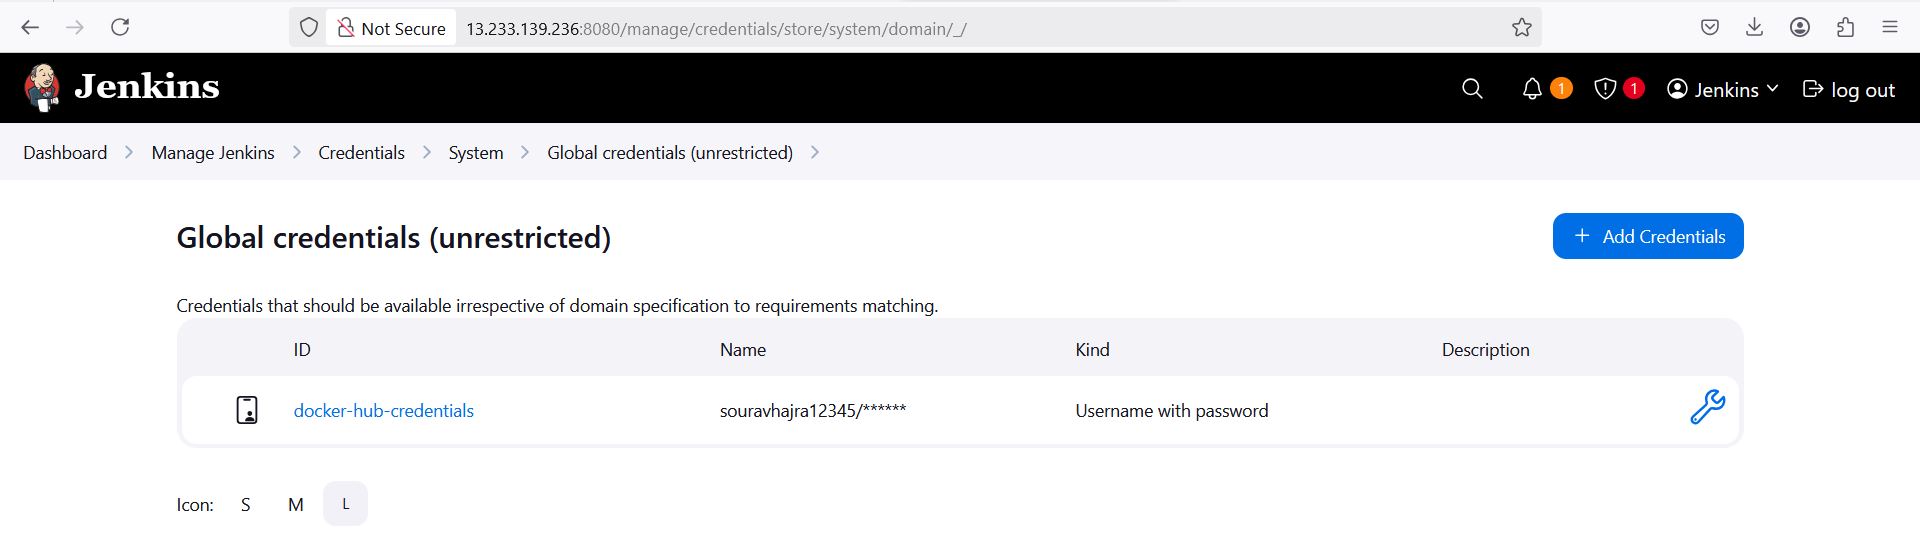 Not Secure 13.233.139.236:8080/manage/credentials/store/system/domain/_/
Jenkins 1 1 Jenkins log out
Dashboard Manage Jenkins Credentials System Global credentials (unrestricted)
Global credentials (unrestricted) + Add Credentials
Credentials that should be available irrespective of domain specification to requirements matching.
ID Name Kind Description
docker-hub-credentials souravhajra12345/****** Username with password
Icon: S M L